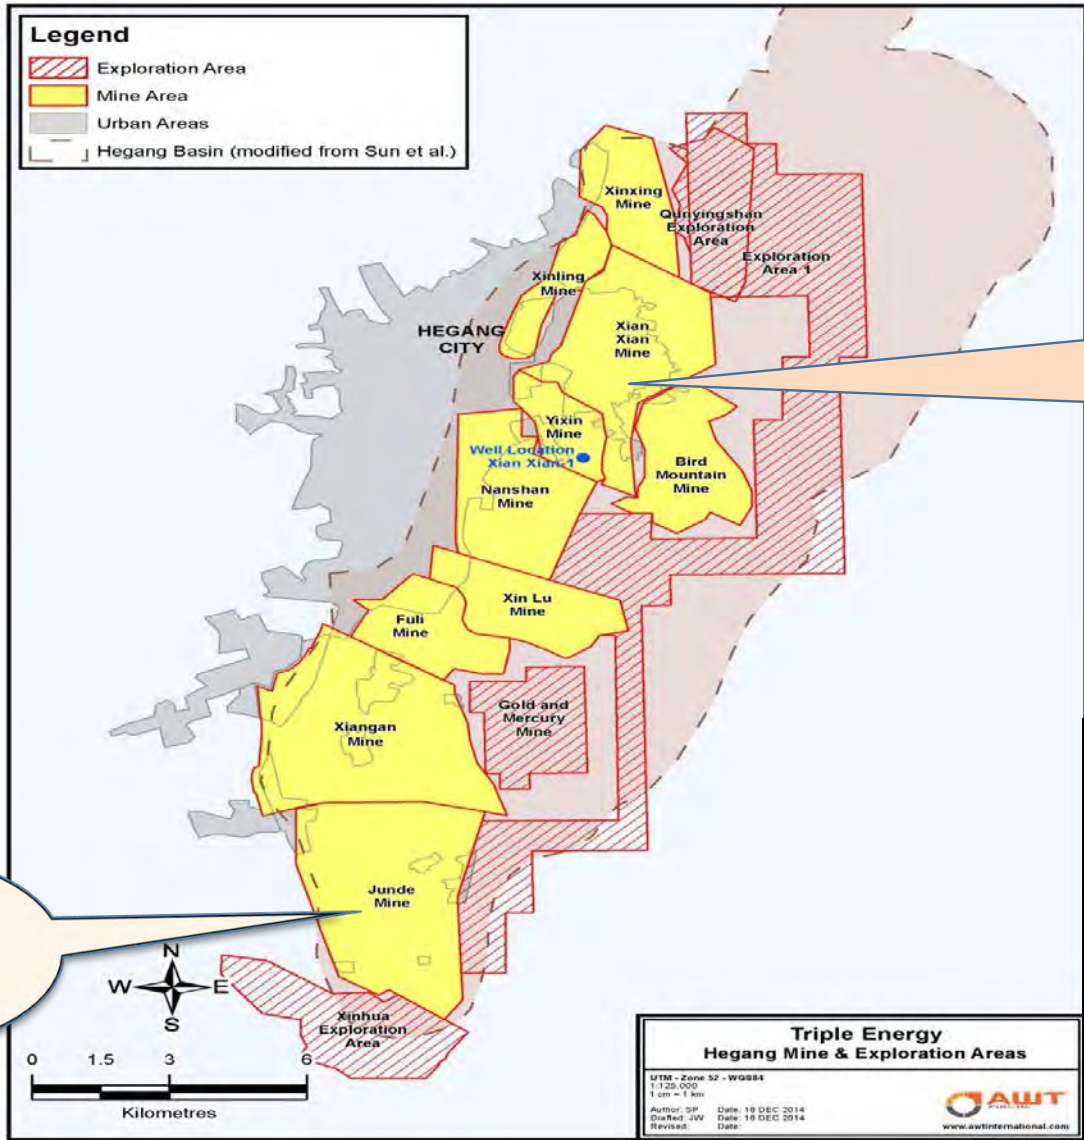 Legend
Exploration Area
Mine Area
Urban Areas
Hegang Basin (modified from Sun et al.)
Xinxing
Mine
Qunyingshan
Exploration
Area
Exploration
Area 1
Xinling
Mine
HEGANG
CITY
Xian
Xian
Mine
Yixin
Mine
Well Location
Xian Xian-1
Bird
Mountain
Mine
Nanshan
Mine
Xin Lu
Mine
Fuli
Mine
Gold and
Mercury
Mine
Xiangan
Mine
Junde
Mine
N
W E
S
Xinhua
Exploration
Area
0 1.5 3 6
Kilometres
Triple Energy
Hegang Mine & Exploration Areas
UTM - Zone 52 - WGS84
1:125,000
1 cm = 1 km
Author: SP Date: 16 DEC 2014
Drafted: JW Date: 16 DEC 2014
Revised: Date:
AWT
www.awtinternational.com